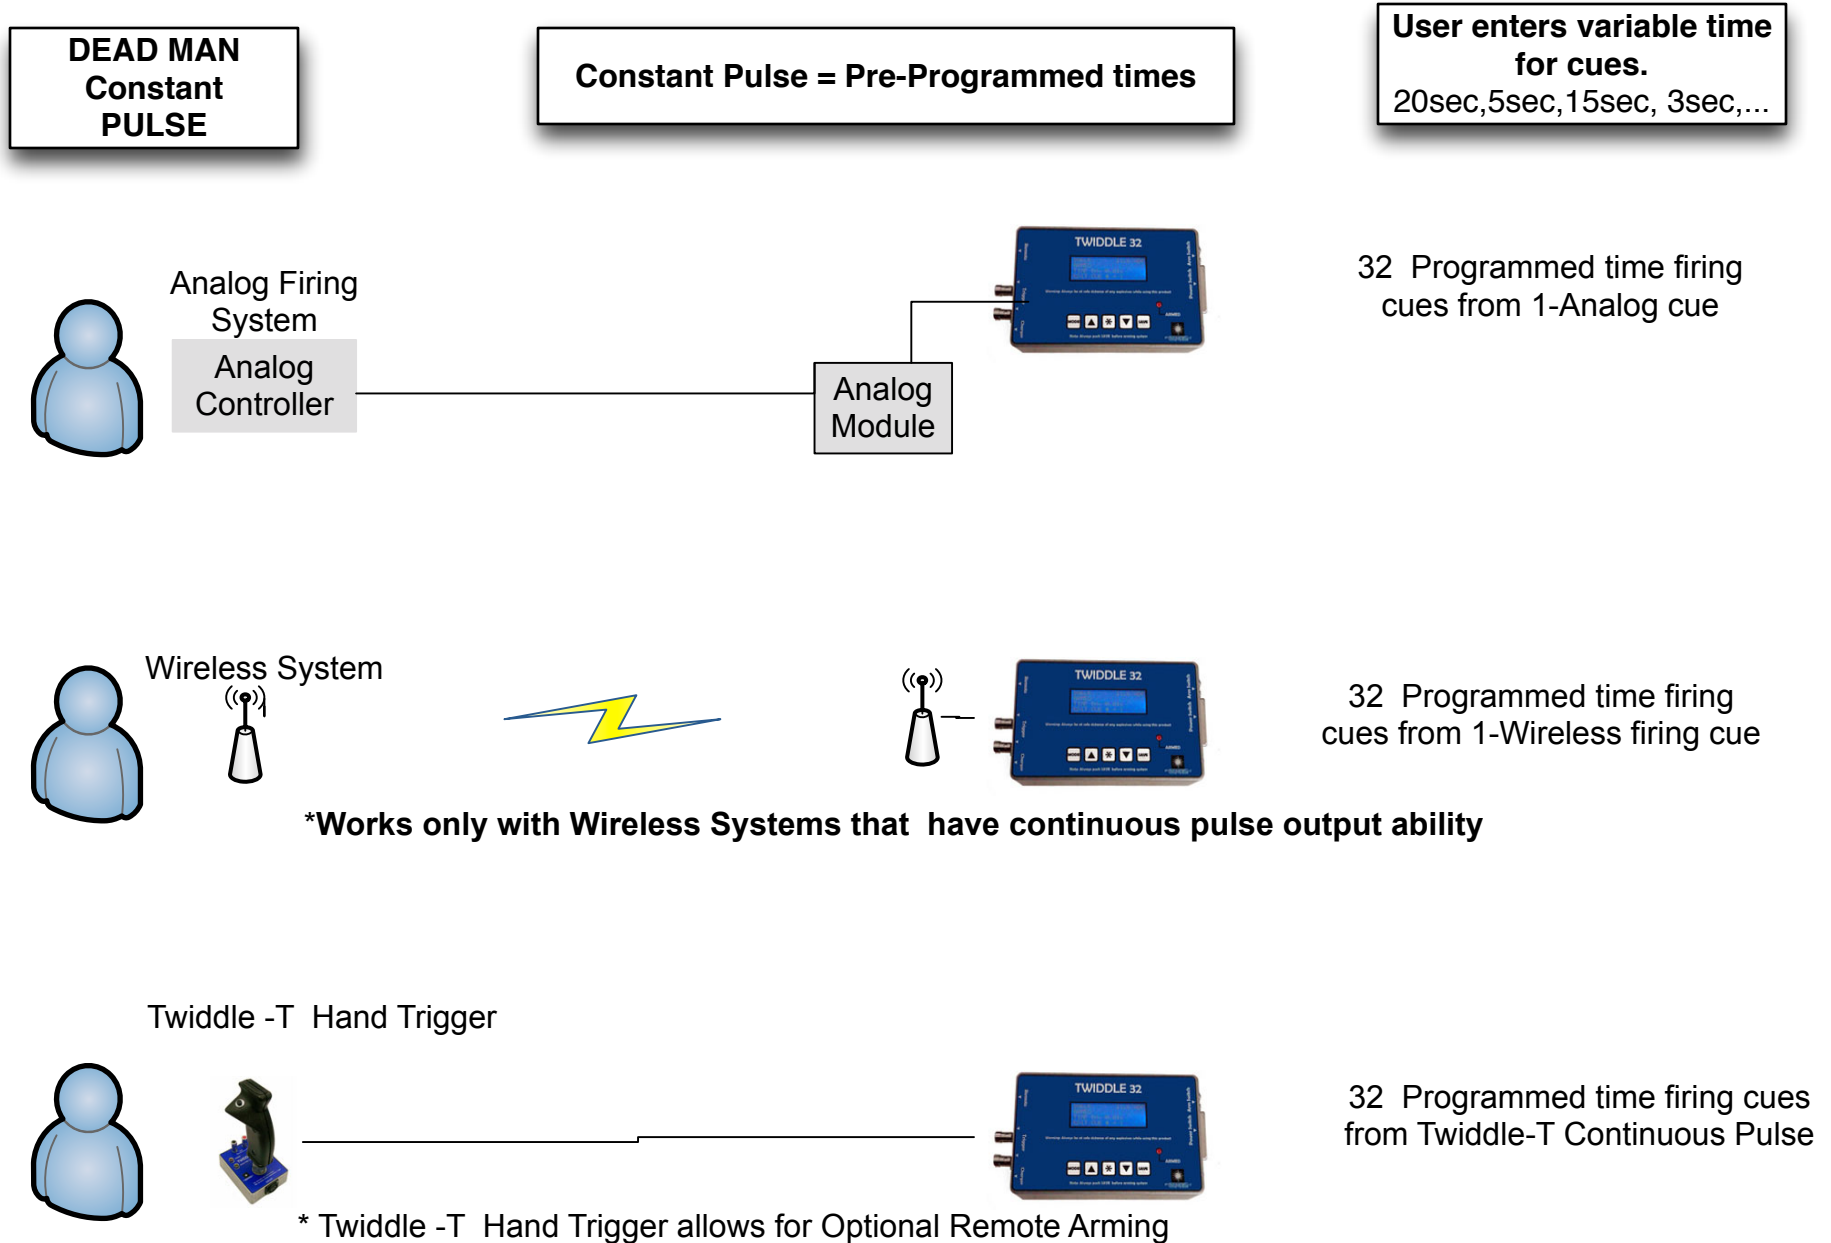 DEAD MAN
Constant
PULSE
Constant Pulse = Pre-Programmed times
User enters variable time
for cues.
20sec,5sec,15sec, 3sec,...
Analog Firing
System
Analog
Controller
Analog
Module
TWIDDLE 32
32 Programmed time firing
cues from 1-Analog cue
Wireless System
TWIDDLE 32
32 Programmed time firing
cues from 1-Wireless firing cue
*Works only with Wireless Systems that have continuous pulse output ability
Twiddle -T Hand Trigger
TWIDDLE 32
32 Programmed time firing cues
from Twiddle-T Continuous Pulse
* Twiddle -T Hand Trigger allows for Optional Remote Arming